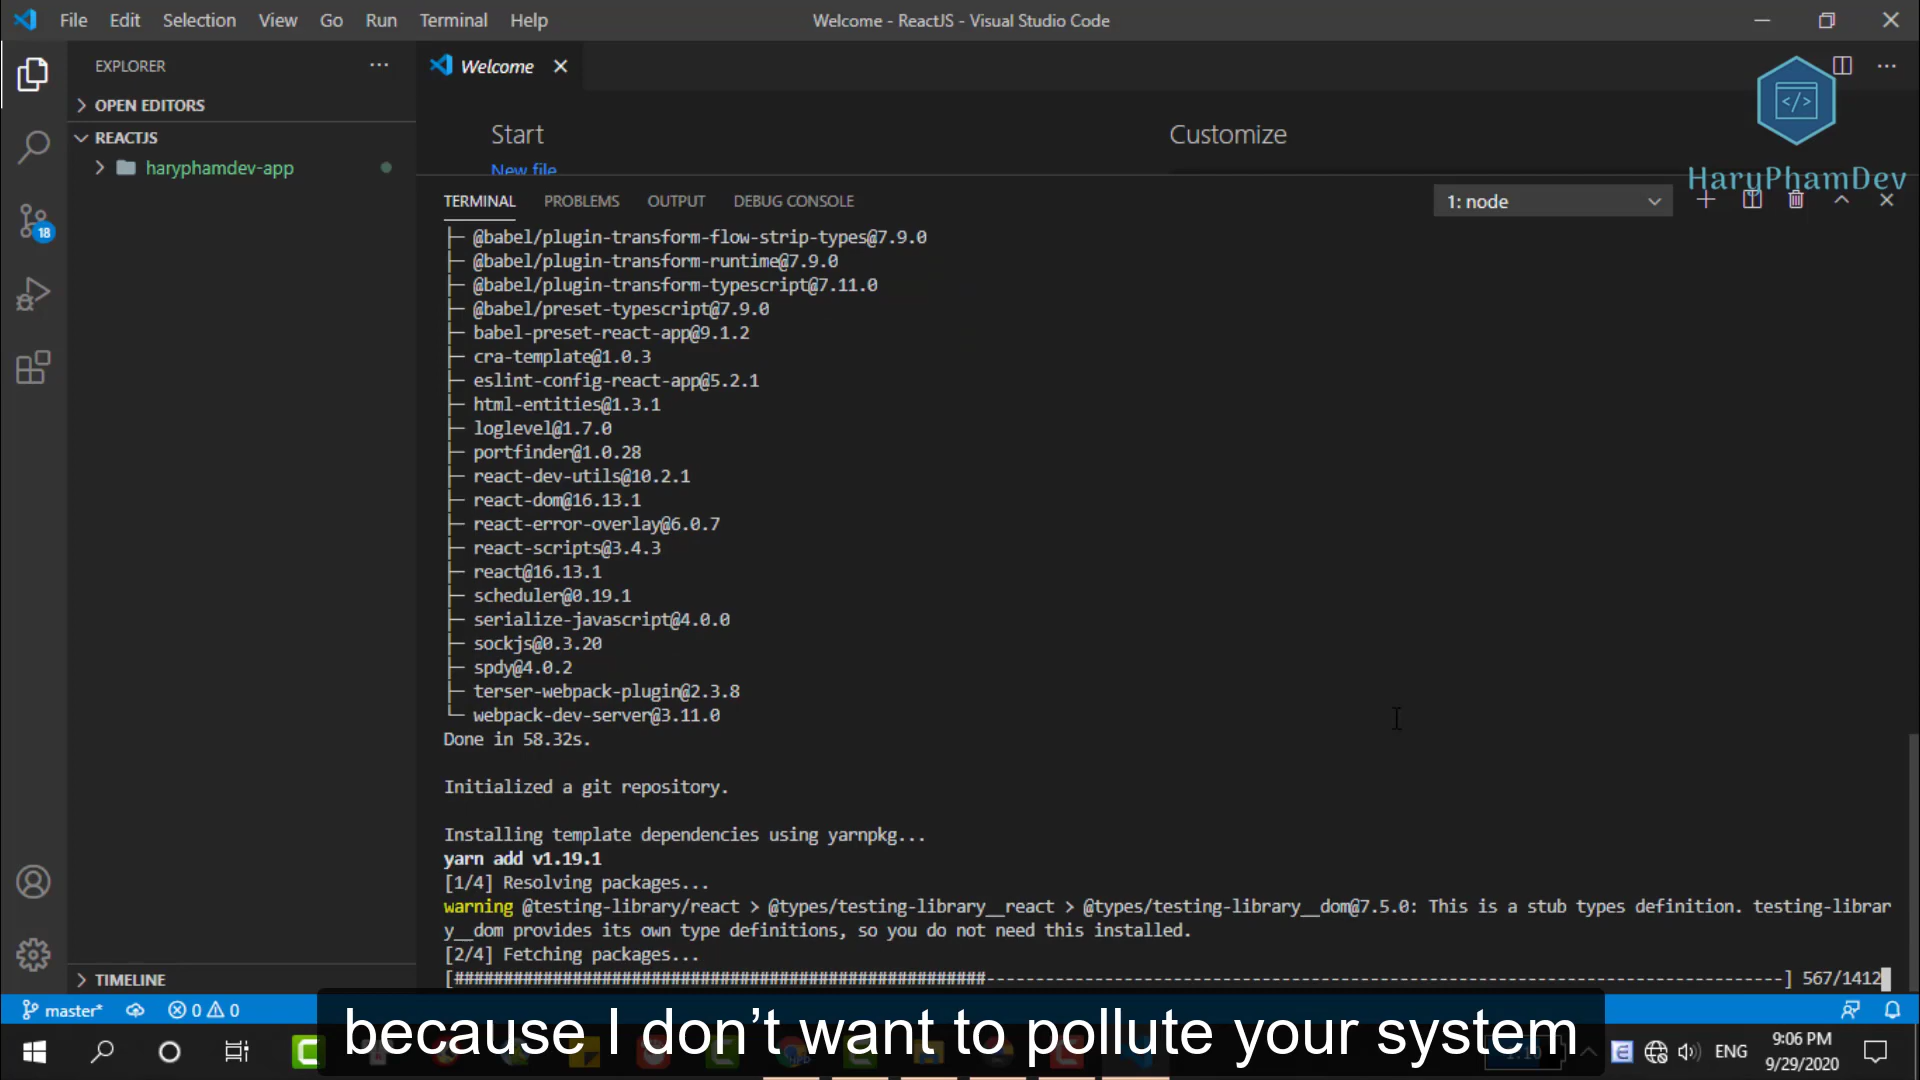 File Edit Selection View Go Run Terminal Help
Welcome - ReactJS - Visual Studio Code
EXPLORER
Welcome
OPEN EDITORS
REACTJS
haryphamdev-app
Start
Customize
New file
HaryPhamDev
TERMINAL PROBLEMS OUTPUT DEBUG CONSOLE
1: node
18
├─ @babel/plugin-transform-flow-strip-types@7.9.0
├─ @babel/plugin-transform-runtime@7.9.0
├─ @babel/plugin-transform-typescript@7.11.0
├─ @babel/preset-typescript@7.9.0
├─ babel-preset-react-app@9.1.2
├─ cra-template@1.0.3
├─ eslint-config-react-app@5.2.1
├─ html-entities@1.3.1
├─ loglevel@1.7.0
├─ portfinder@1.0.28
├─ react-dev-utils@10.2.1
├─ react-dom@16.13.1
├─ react-error-overlay@6.0.7
├─ react-scripts@3.4.3
├─ react@16.13.1
├─ scheduler@0.19.1
├─ serialize-javascript@4.0.0
├─ sockjs@0.3.20
├─ spdy@4.0.2
├─ terser-webpack-plugin@2.3.8
└─ webpack-dev-server@3.11.0
Done in 58.32s.
Initialized a git repository.
Installing template dependencies using yarnpkg...
yarn add v1.19.1
[1/4] Resolving packages...
warning @testing-library/react > @types/testing-library__react > @types/testing-library__dom@7.5.0: This is a stub types definition. testing-librar
y__dom provides its own type definitions, so you do not need this installed.
[2/4] Fetching packages...
[######################################################---------------------------------------------------------------------------------] 567/1412
TIMELINE
master* 0 0
because I don't want to pollute your system
ENG
9:06 PM
9/29/2020